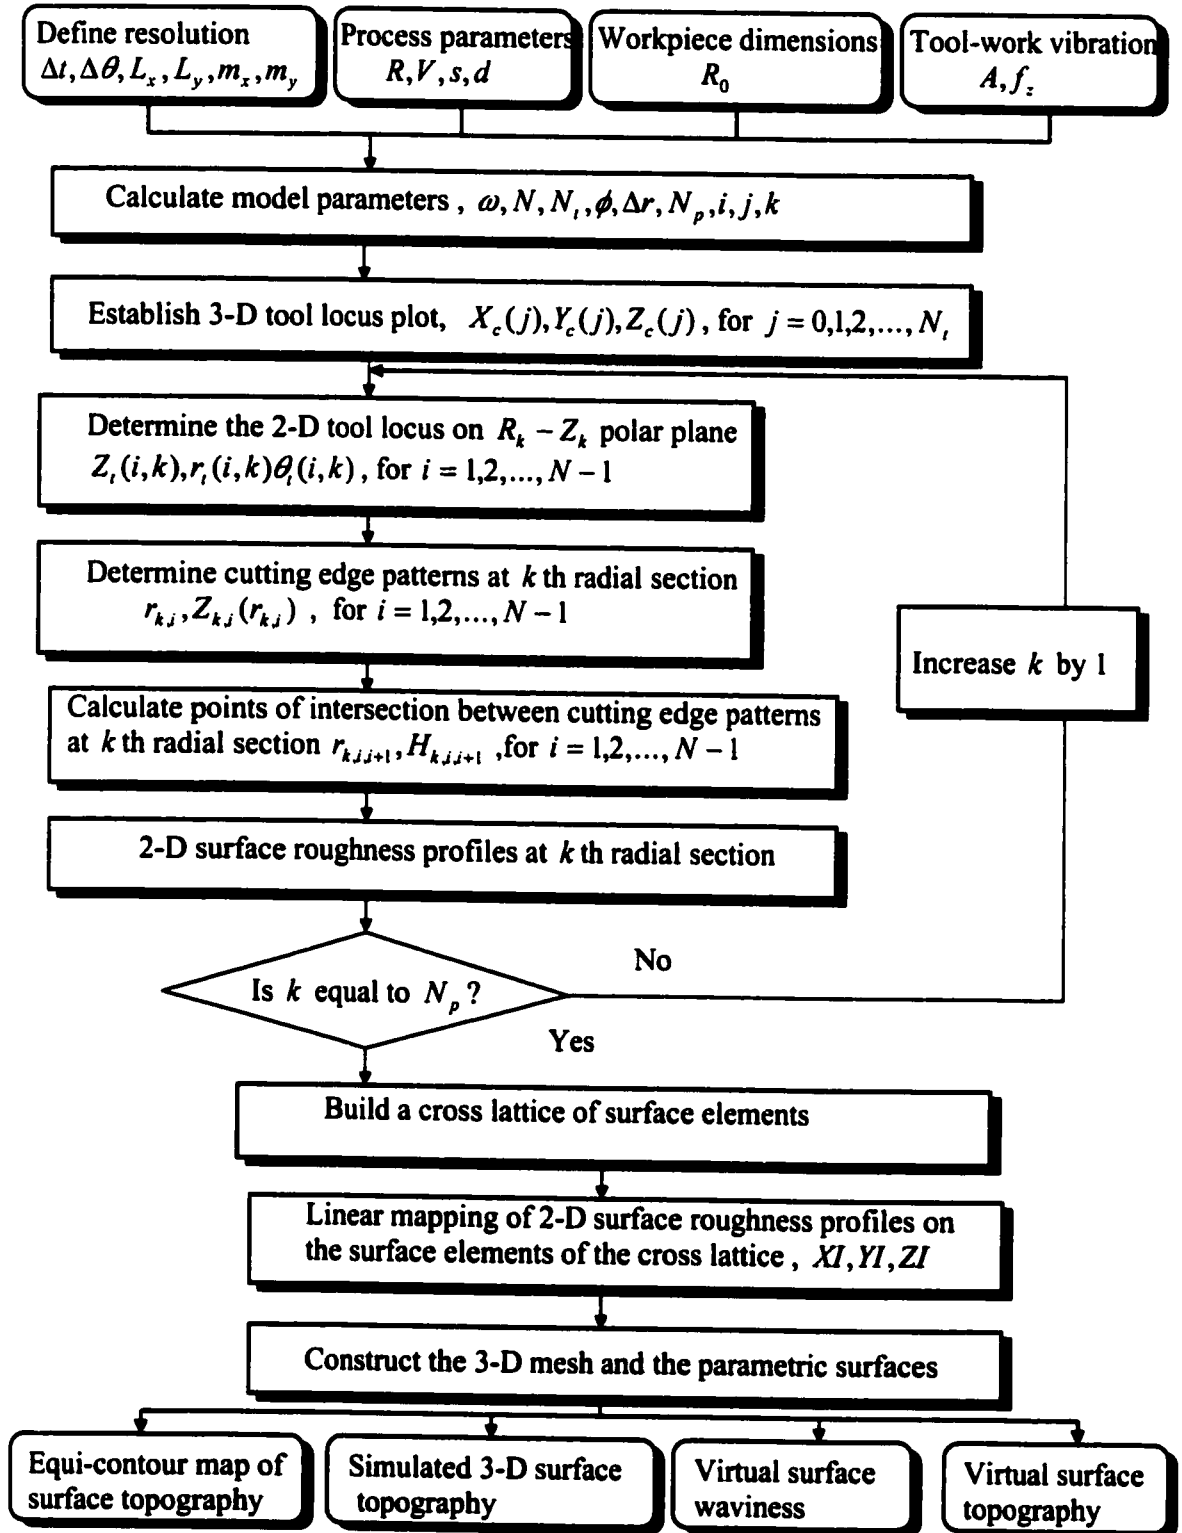 Define resolution
Δt, Δθ, L_x, L_y, m_x, m_y
Process parameters
R, V, s, d
Workpiece dimensions
R_0
Tool-work vibration
A, f_z
Calculate model parameters , ω, N, N_t, ϕ, Δr, N_p, i, j, k
Establish 3-D tool locus plot, X_c(j), Y_c(j), Z_c(j) , for j = 0,1,2,..., N_t
Determine the 2-D tool locus on R_k − Z_k polar plane
Z_t(i,k), r_t(i,k)θ_t(i,k) , for i = 1,2,..., N − 1
Determine cutting edge patterns at k th radial section
r_{k,i}, Z_{k,i}(r_{k,i}) , for i = 1,2,..., N − 1
Increase k by 1
Calculate points of intersection between cutting edge patterns
at k th radial section r_{k,i,i+1}, H_{k,i,i+1} ,for i = 1,2,..., N − 1
2-D surface roughness profiles at k th radial section
No
Is k equal to N_p ?
Yes
Build a cross lattice of surface elements
Linear mapping of 2-D surface roughness profiles on
the surface elements of the cross lattice , XI, YI, ZI
Construct the 3-D mesh and the parametric surfaces
Equi-contour map of
surface topography
Simulated 3-D surface
topography
Virtual surface
waviness
Virtual surface
topography